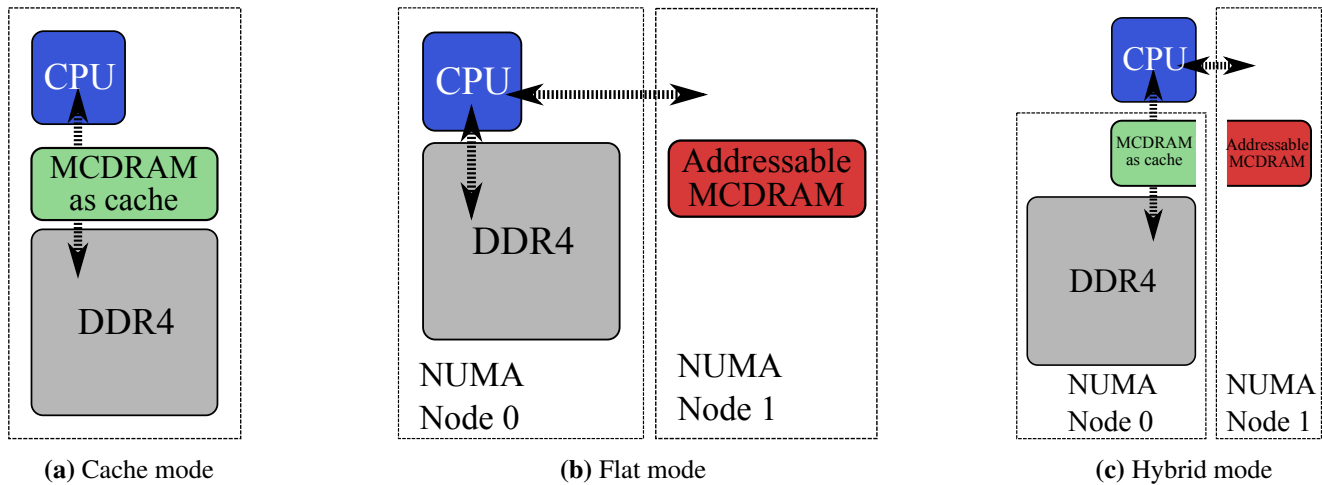 CPU
MCDRAM
as cache
DDR4
(a) Cache mode
CPU
DDR4
NUMA
Node 0
Addressable
MCDRAM
NUMA
Node 1
(b) Flat mode
CPU
MCDRAM
as cache
DDR4
NUMA
Node 0
Addressable
MCDRAM
NUMA
Node 1
(c) Hybrid mode